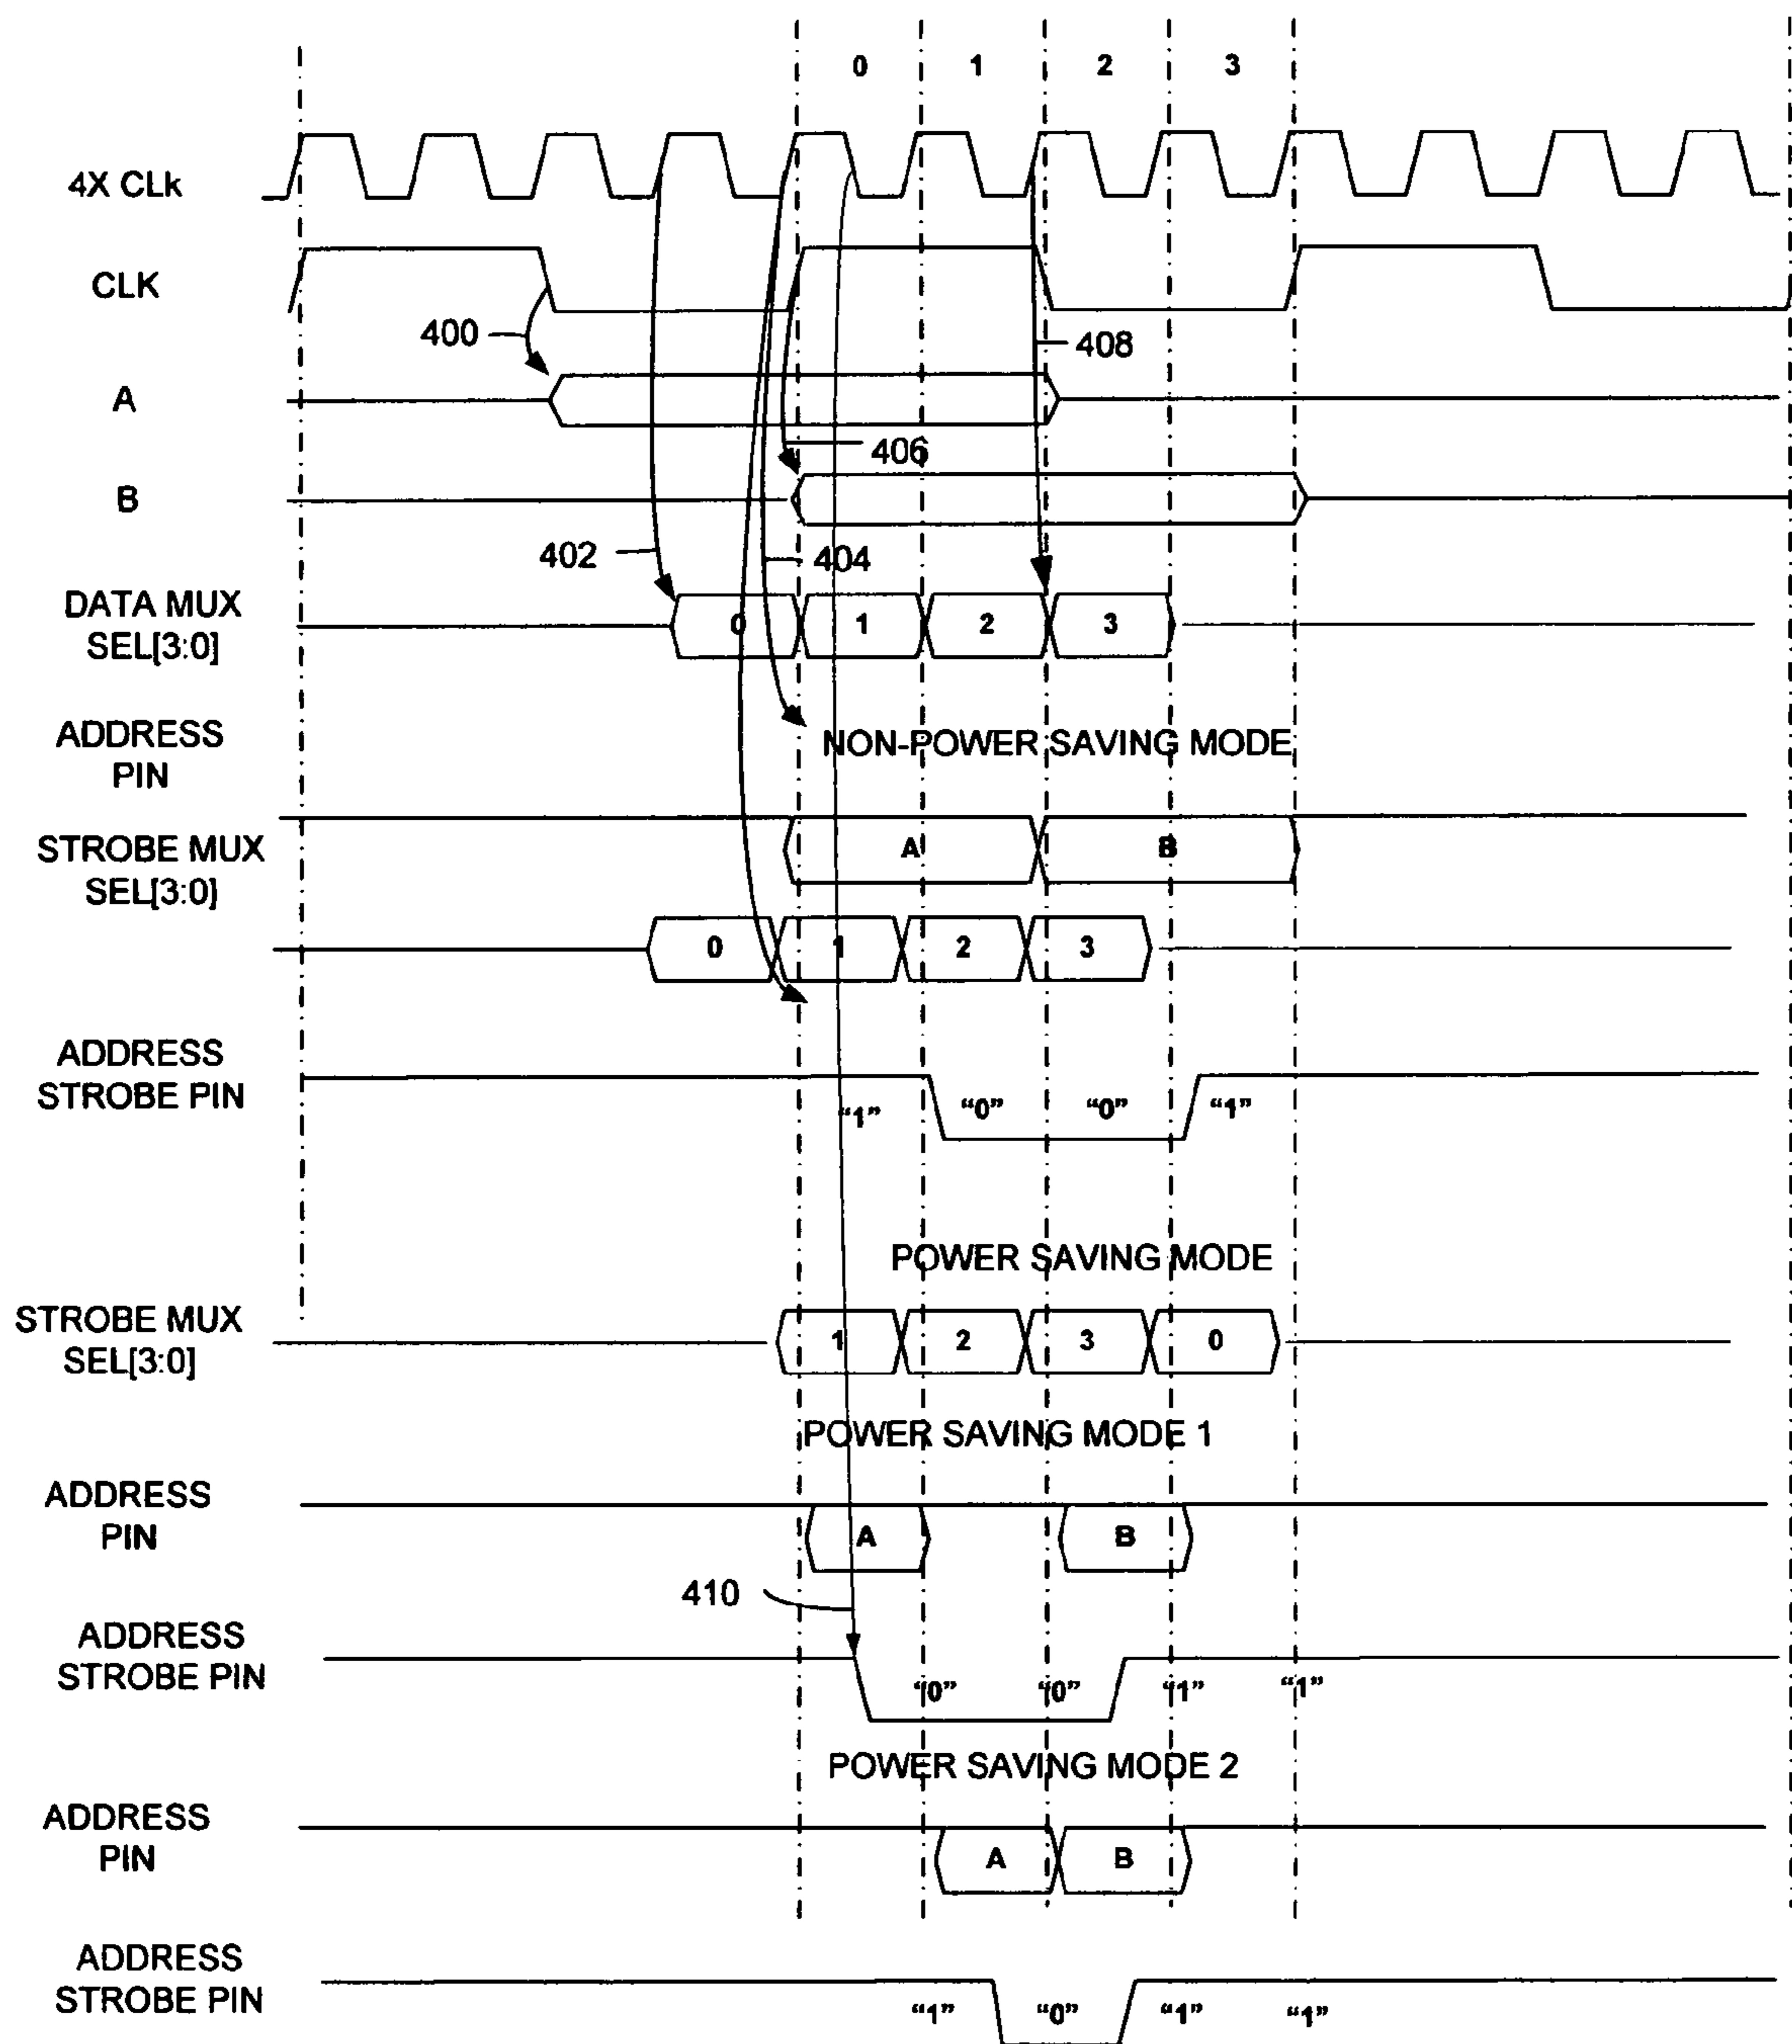 0 1 2 3
4X CLk
CLK
400
408
A
406
B
402
404
DATA MUX
SEL[3:0]
0 1 2 3
ADDRESS
PIN
NON-POWER SAVING MODE
STROBE MUX
SEL[3:0]
A B
0 1 2 3
ADDRESS
STROBE PIN
“1” “0” “0” “1”
POWER SAVING MODE
STROBE MUX
SEL[3:0]
1 2 3 0
POWER SAVING MODE 1
ADDRESS
PIN
A B
410
ADDRESS
STROBE PIN
“0” “0” “1” “1”
POWER SAVING MODE 2
ADDRESS
PIN
A B
ADDRESS
STROBE PIN
“1” “0” “1” “1”